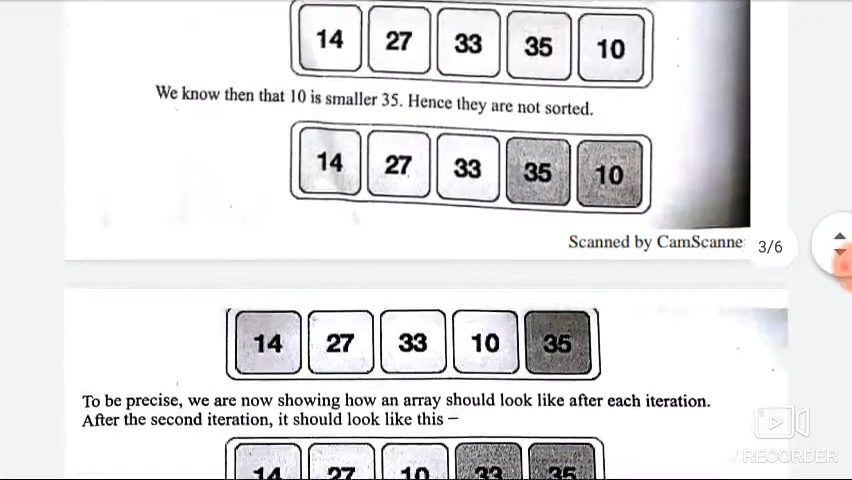 14 27 33 35 10
We know then that 10 is smaller 35. Hence they are not sorted.
14 27 33 35 10
Scanned by CamScanne
3/6
14 27 33 10 35
To be precise, we are now showing how an array should look like after each iteration.
After the second iteration, it should look like this –
14 27 10 33 35
RECORDER